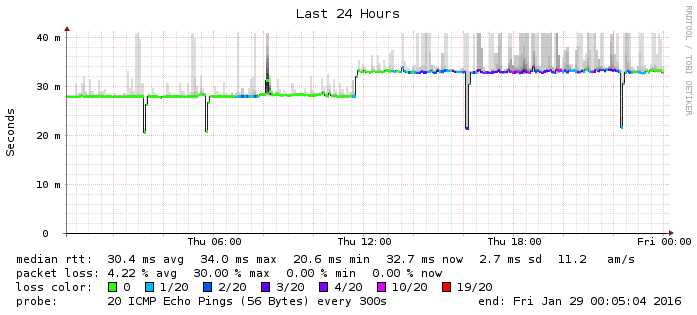 Last 24 Hours
RRDTOOL / TOBI OETIKER
Seconds
40 m
30 m
20 m
10 m
0
Thu 06:00 Thu 12:00 Thu 18:00 Fri 00:00
median rtt: 30.4 ms avg 34.0 ms max 20.6 ms min 32.7 ms now 2.7 ms sd 11.2 am/s
packet loss: 4.22 % avg 30.00 % max 0.00 % min 0.00 % now
loss color: 0 1/20 2/20 3/20 4/20 10/20 19/20
probe: 20 ICMP Echo Pings (56 Bytes) every 300s end: Fri Jan 29 00:05:04 2016